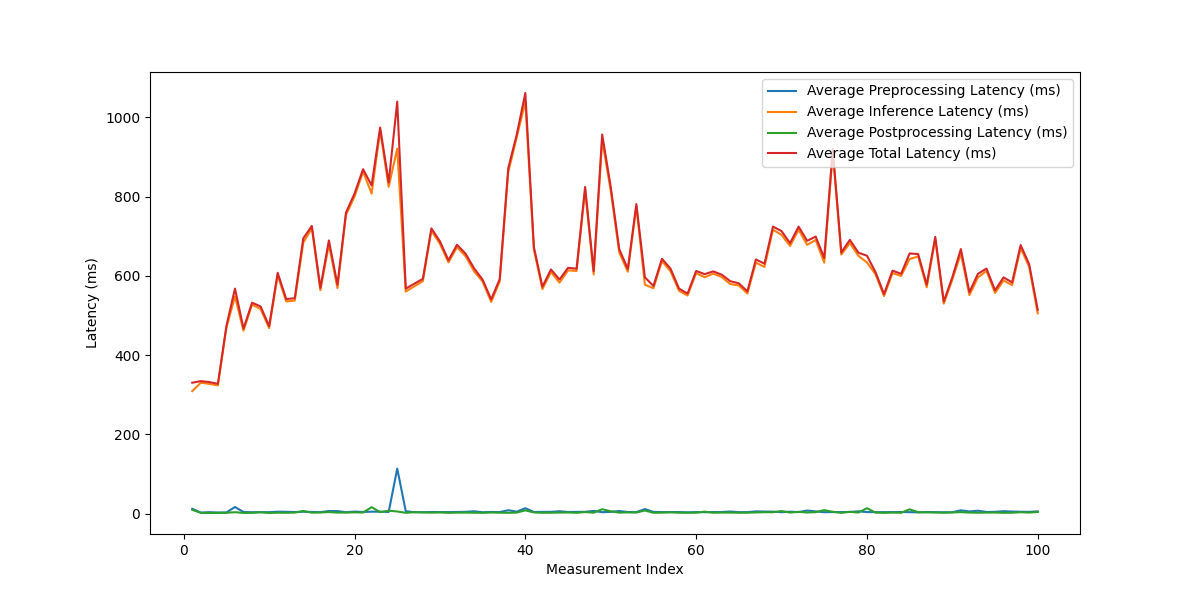 Average Preprocessing Latency (ms)
Average Inference Latency (ms)
Average Postprocessing Latency (ms)
Average Total Latency (ms)
Latency (ms)
1000
800
600
400
200
0
0 20 40 60 80 100
Measurement Index